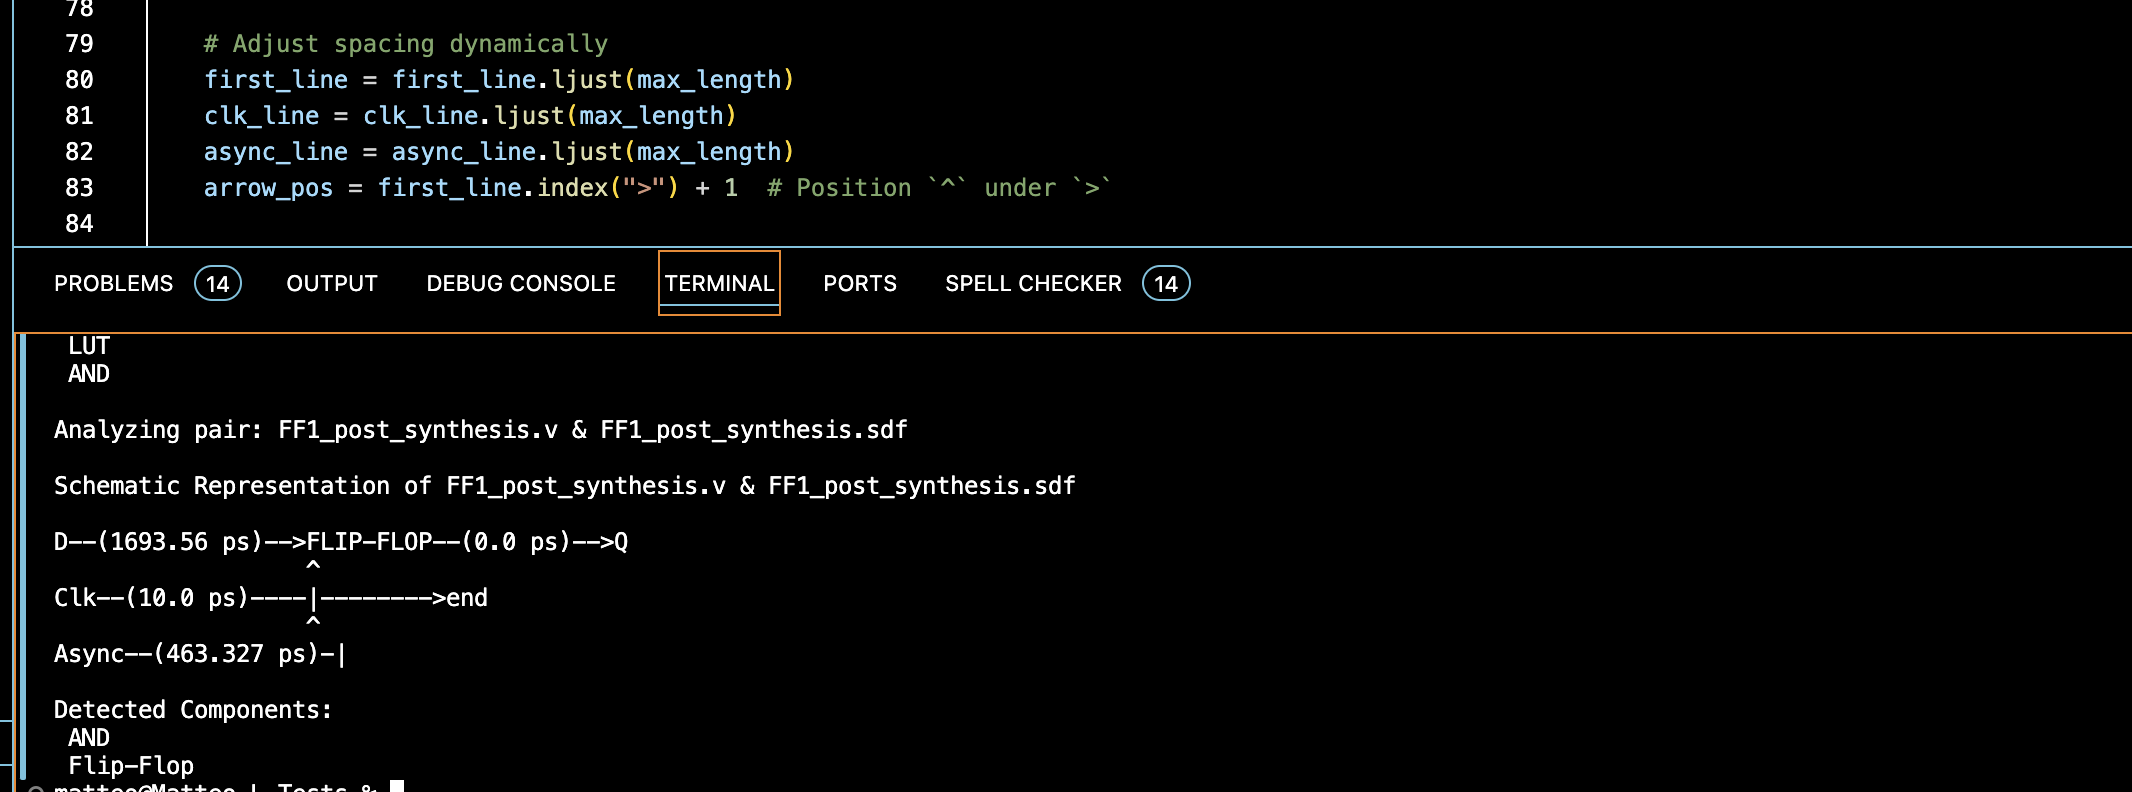 78
79 # Adjust spacing dynamically
80 first_line = first_line.ljust(max_length)
81 clk_line = clk_line.ljust(max_length)
82 async_line = async_line.ljust(max_length)
83 arrow_pos = first_line.index(">") + 1  # Position `^` under `>`
84
PROBLEMS 14 OUTPUT DEBUG CONSOLE TERMINAL PORTS SPELL CHECKER 14
 LUT
 AND
Analyzing pair: FF1_post_synthesis.v & FF1_post_synthesis.sdf
Schematic Representation of FF1_post_synthesis.v & FF1_post_synthesis.sdf
D--(1693.56 ps)-->FLIP-FLOP--(0.0 ps)-->Q
                  ^
Clk--(10.0 ps)----|-------->end
                  ^
Async--(463.327 ps)-|
Detected Components:
 AND
 Flip-Flop
matteo@Matteo L Tests %